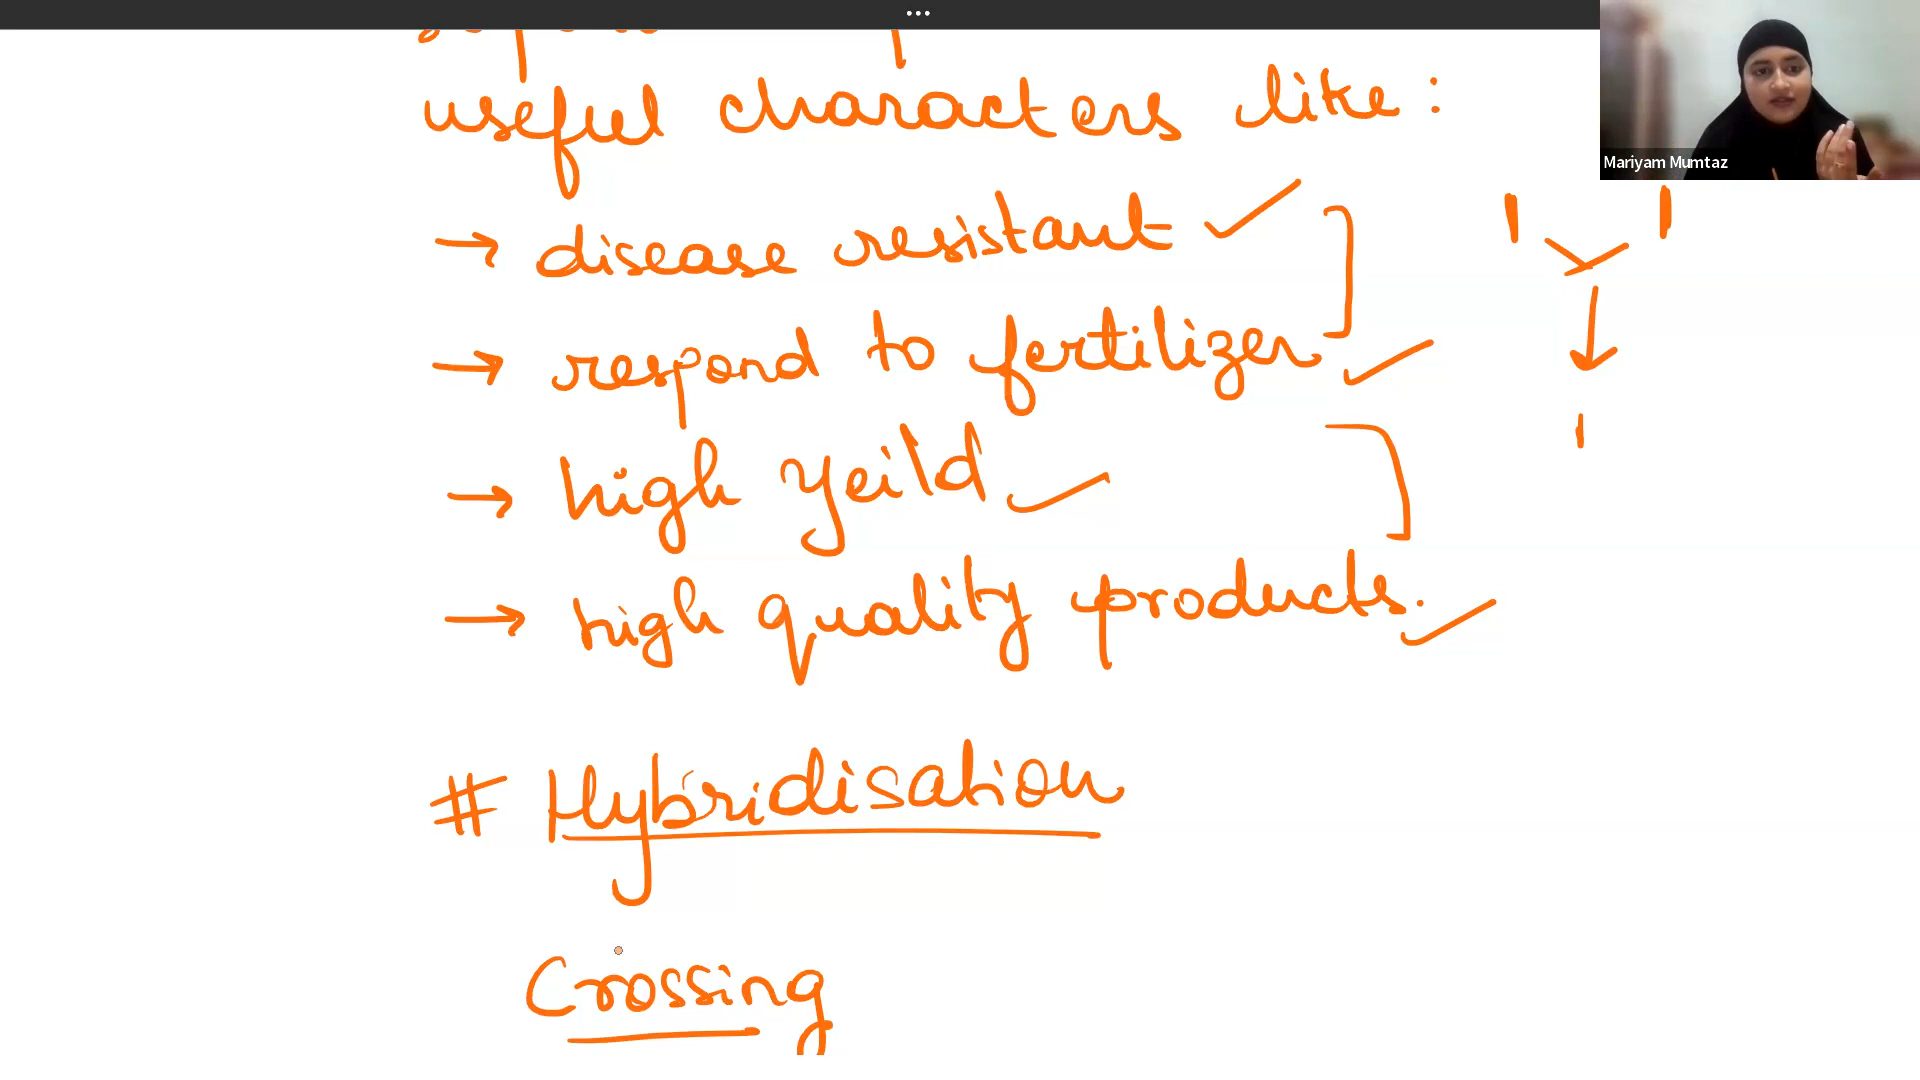 useful characters like :
Mariyam Mumtaz
→ disease resistant ✓
→ respond to fertilizer ✓
→ high yeild ✓
→ high quality products. ✓
# Hybridisation
Crossing